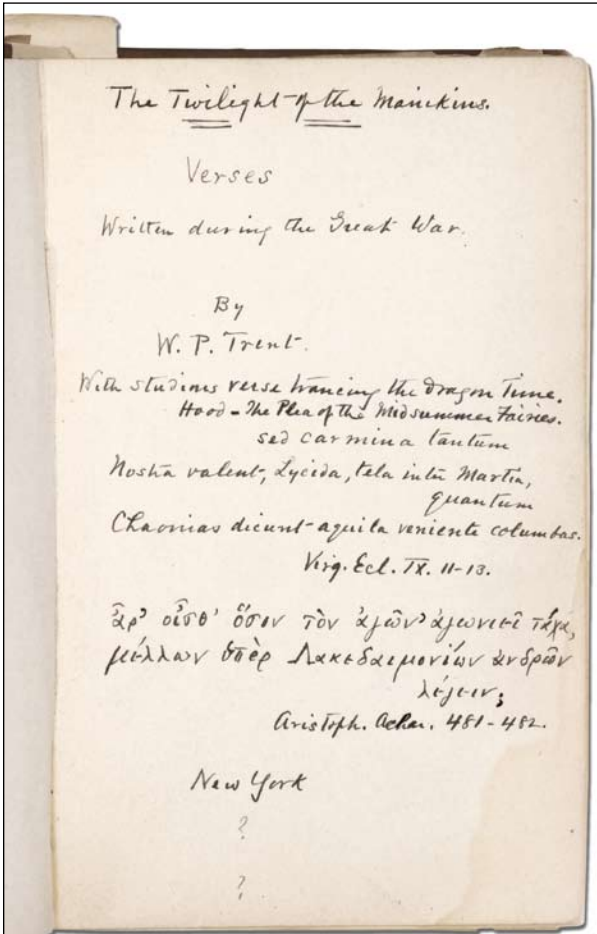 The Twilight of the Manikins.
Verses
Written during the Great War.
By
W. P. Trent.
With studious verse trancing the dragon Time.
Hood – The Plea of the Midsummer Fairies.
sed carmina tantum
Nostra valent, Lycida, tela inter Martia,
quantum
Chaonias dicunt aquila veniente columbas.
Virg. Ecl. IX. 11-13.
ἆρ' οἶσθ' ὅσον τὸν ἀγῶν' ἀγωνιεῖ τάχα,
μέλλων ὑπὲρ Λακεδαιμονίων ἀνδρῶν
λέγειν;
Aristoph. Achar. 481-482.
New York
?
?